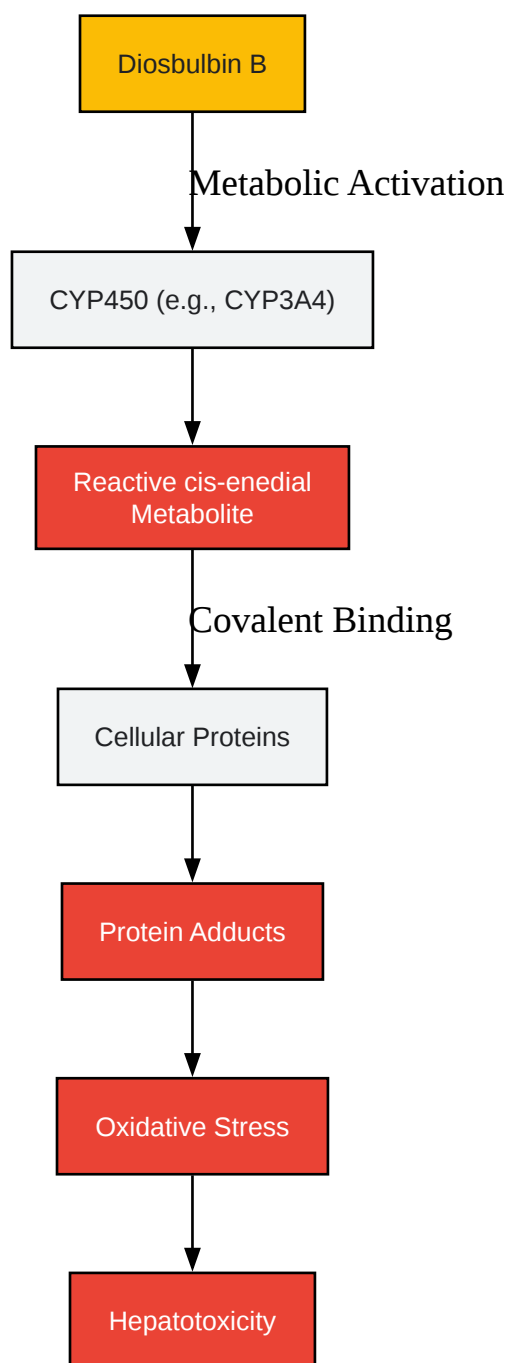 Diosbulbin B
Metabolic Activation
CYP450 (e.g., CYP3A4)
Reactive cis-enedial
Metabolite
Covalent Binding
Cellular Proteins
Protein Adducts
Oxidative Stress
Hepatotoxicity